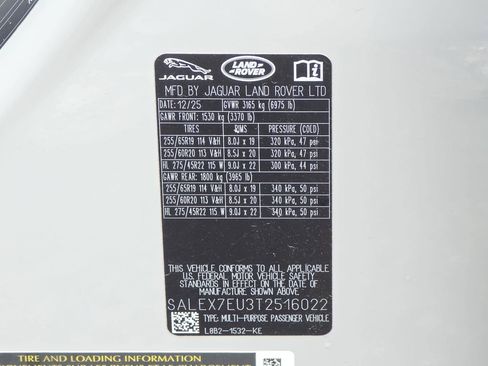 JAGUAR LAND ROVER
MFD BY JAGUAR LAND ROVER LTD
DATE: 12/25 GVWR 3165 kg (6975 lb)
GAWR FRONT: 1530 kg (3370 lb)
TIRES RIMS PRESSURE (COLD)
255/65R19 114 V&H 8.0J x 19 320 kPa, 47 psi
255/60R20 113 V&H 8.5J x 20 320 kPa, 47 psi
HL 275/45R22 115 W 9.0J x 22 300 kPa, 44 psi
GAWR REAR: 1800 kg (3965 lb)
255/65R19 114 V&H 8.0J x 19 340 kPa, 50 psi
255/60R20 113 V&H 8.5J x 20 340 kPa, 50 psi
HL 275/45R22 115 W 9.0J x 22 340 kPa, 50 psi
THIS VEHICLE CONFORMS TO ALL APPLICABLE
U.S. FEDERAL MOTOR VEHICLE SAFETY STANDARDS
IN EFFECT ON THE DATE OF MANUFACTURE SHOWN ABOVE.
SALEX7EU3T2516022
TYPE: MULTI-PURPOSE PASSENGER VEHICLE
L8B2-1532-KE
TIRE AND LOADING INFORMATION